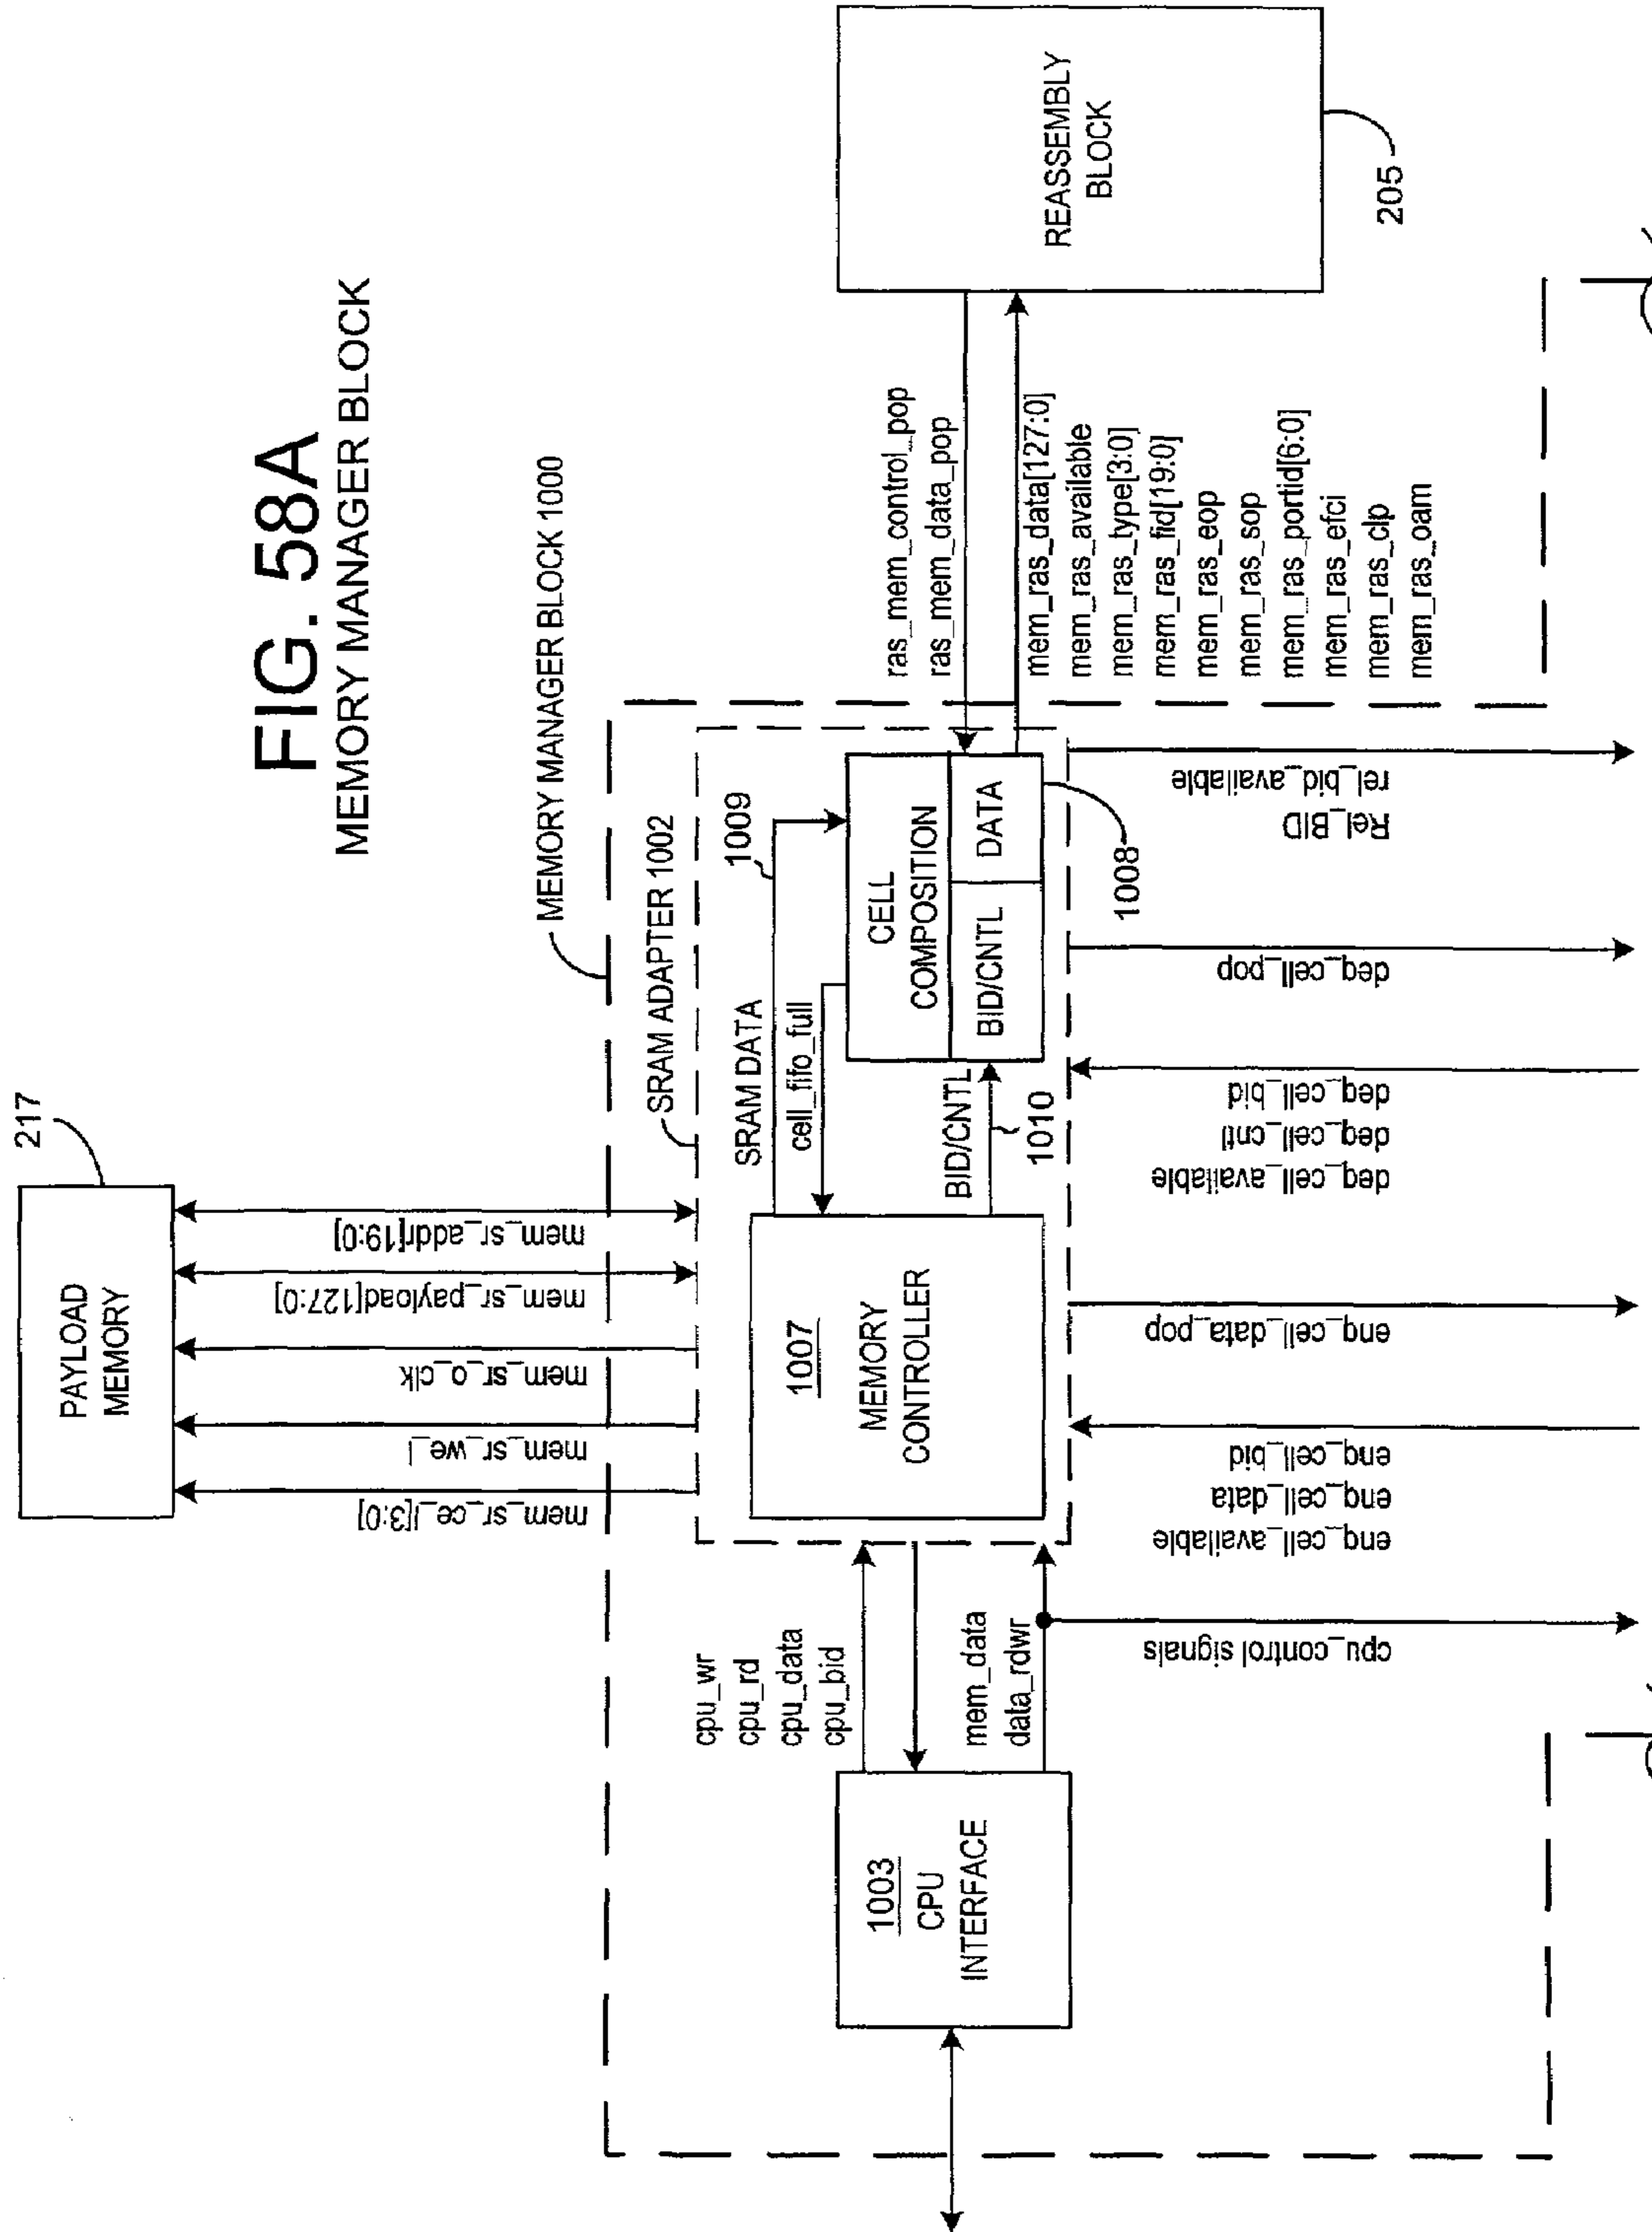 FIG. 58A
MEMORY MANAGER BLOCK
217
PAYLOAD
MEMORY
mem_sr_ce_l[3:0]
mem_sr_we_l
mem_sr_o_clk
mem_sr_payload[127:0]
mem_sr_addr[19:0]
MEMORY MANAGER BLOCK 1000
SRAM ADAPTER 1002
1003
CPU
INTERFACE
cpu_wr
cpu_rd
cpu_data
cpu_bid
mem_data
data_rdwr
1007
MEMORY
CONTROLLER
SRAM DATA
1009
cell_fifo_full
BID/CNTL
1010
CELL
COMPOSITION
BID/CNTL
DATA
1008
ras_mem_control_pop
ras_mem_data_pop
mem_ras_data[127:0]
mem_ras_available
mem_ras_type[3:0]
mem_ras_fid[19:0]
mem_ras_eop
mem_ras_sop
mem_ras_portid[6:0]
mem_ras_efci
mem_ras_clp
mem_ras_oam
REASSEMBLY
BLOCK
205
cpu_control signals
enq_cell_available
enq_cell_data
enq_cell_bid
enq_cell_data_pop
deq_cell_available
deq_cell_cntl
deq_cell_bid
deq_cell_pop
Rel_BID
rel_bid_available